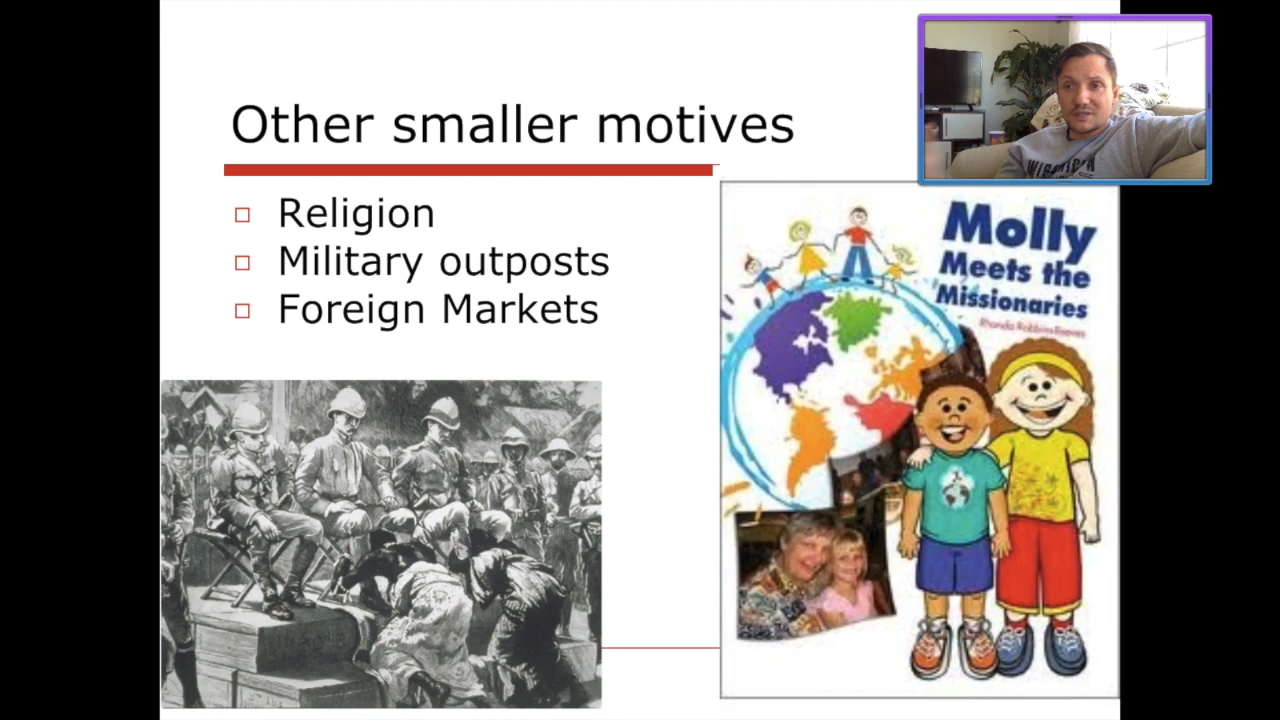 Other smaller motives
Religion
Military outposts
Foreign Markets
Molly
Meets the
Missionaries
Rhonda Robbins-Reeves